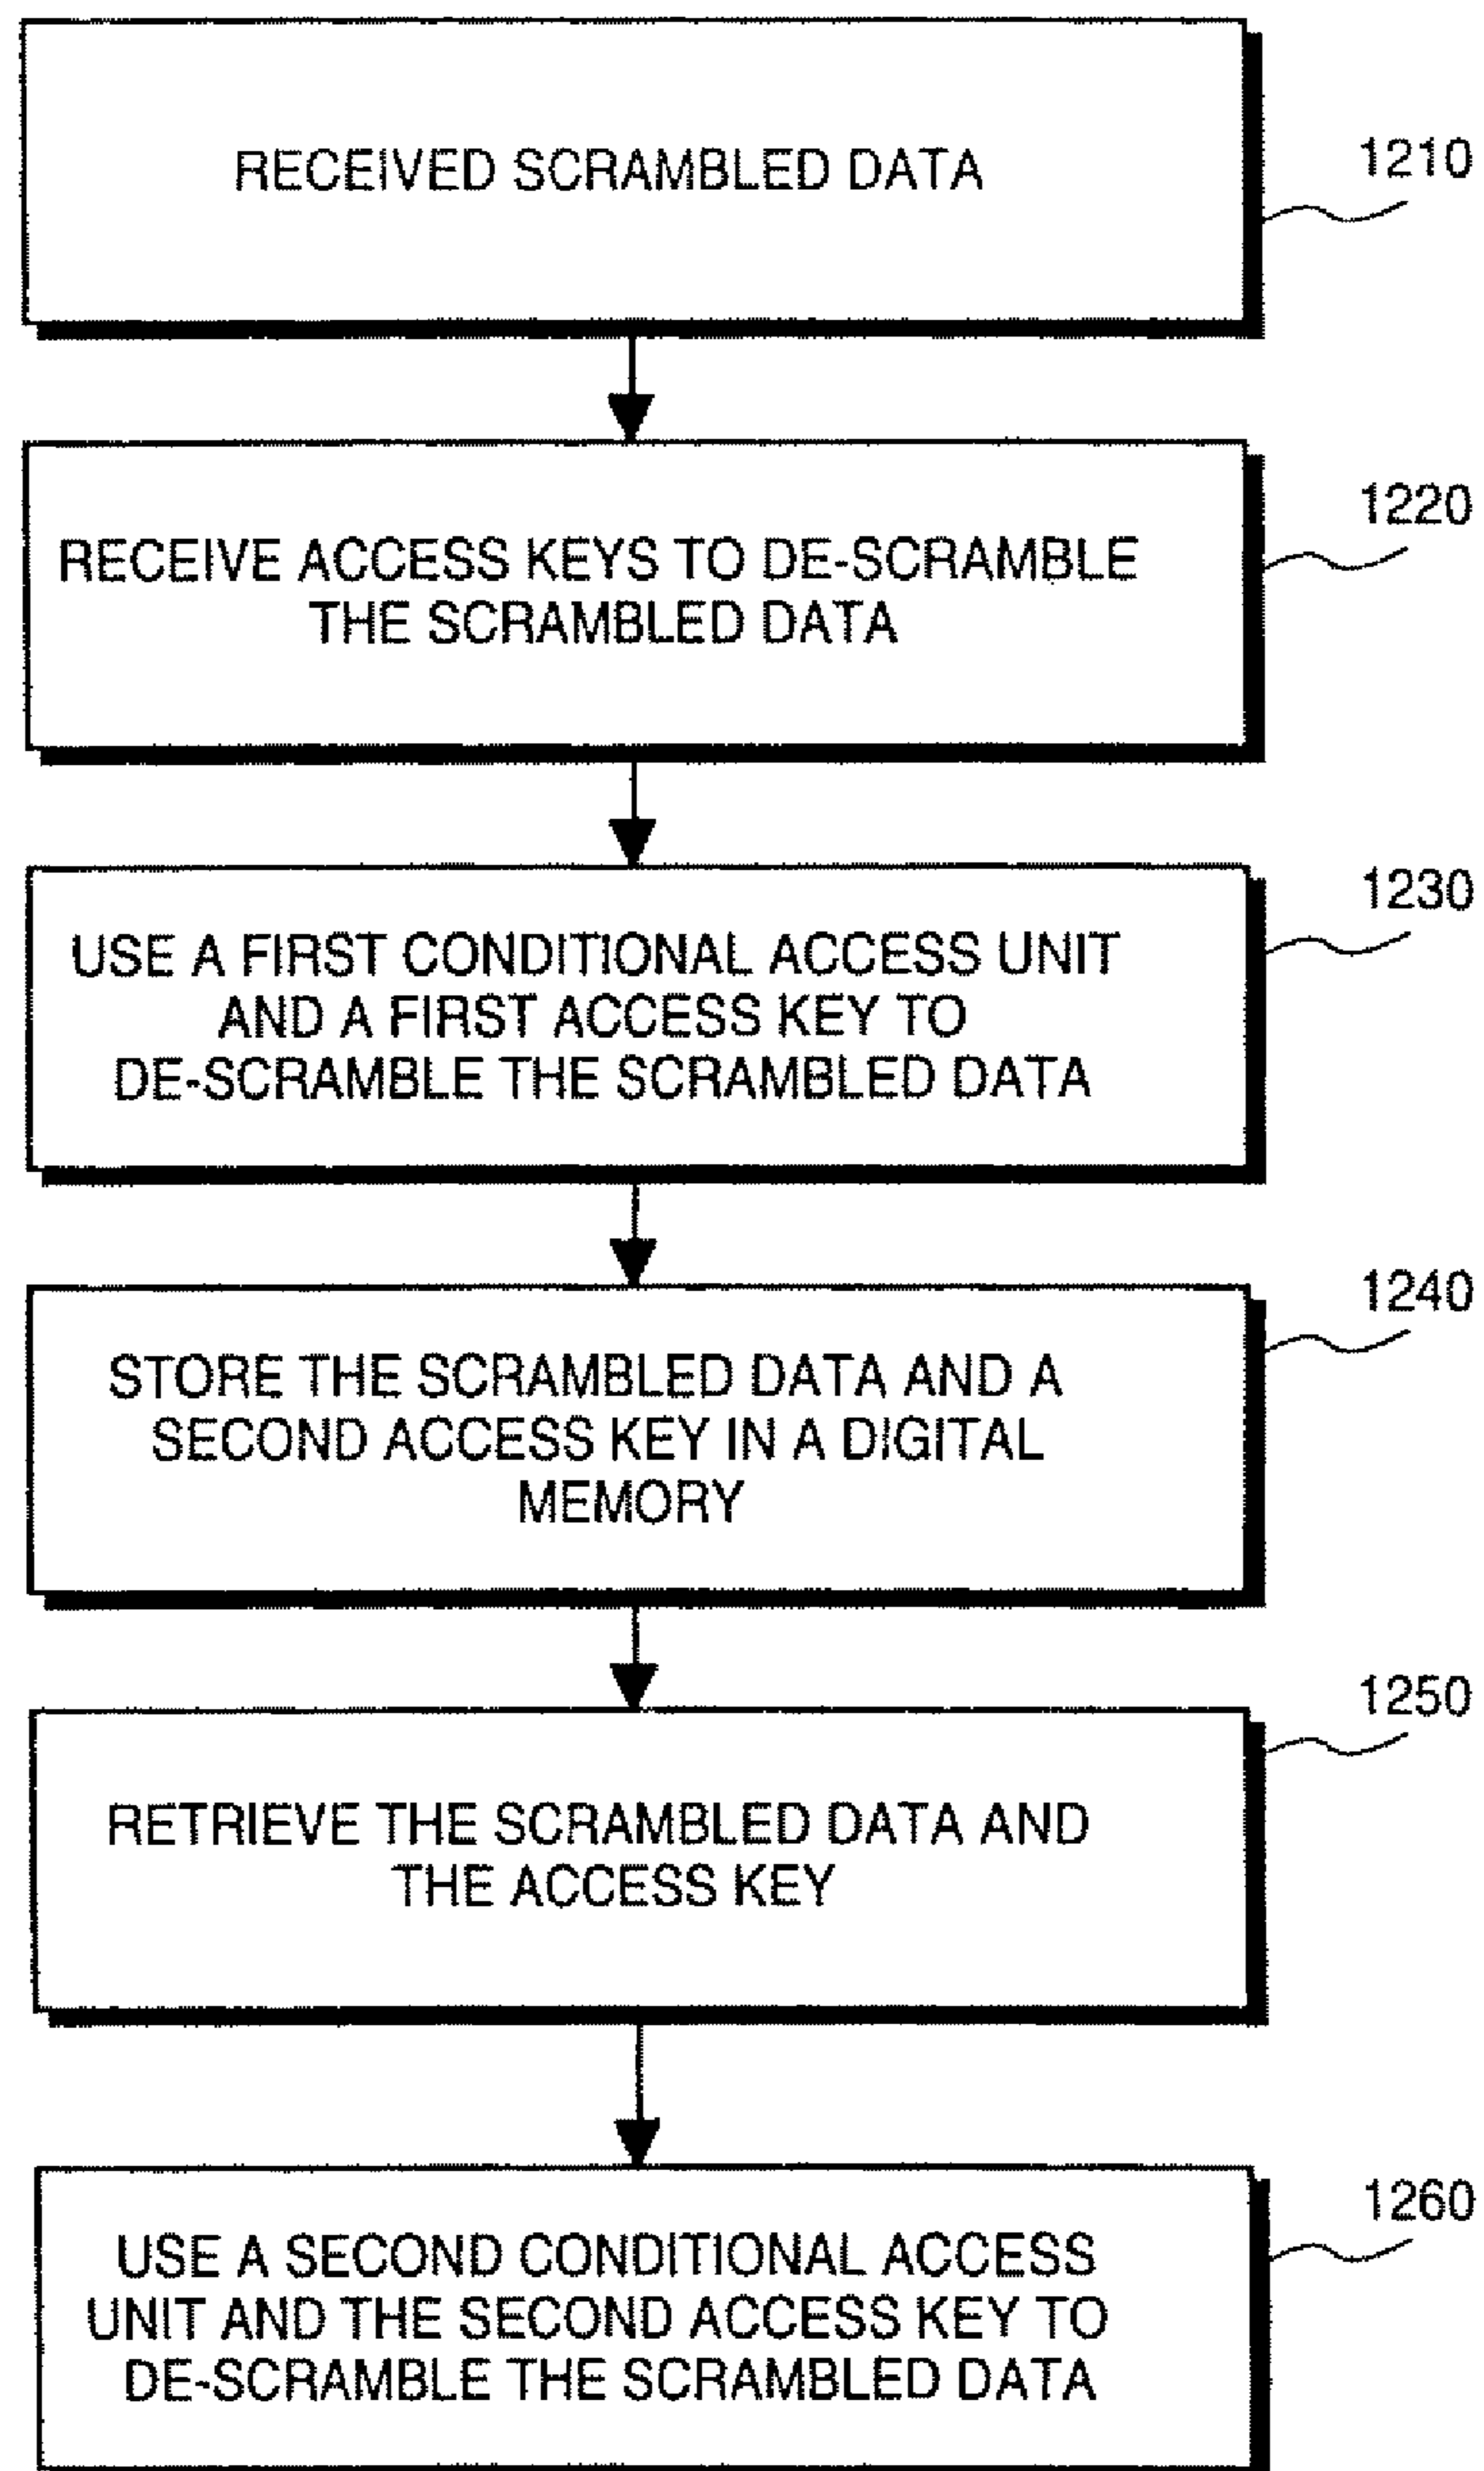 RECEIVED SCRAMBLED DATA
1210
RECEIVE ACCESS KEYS TO DE-SCRAMBLE
THE SCRAMBLED DATA
1220
USE A FIRST CONDITIONAL ACCESS UNIT
AND A FIRST ACCESS KEY TO
DE-SCRAMBLE THE SCRAMBLED DATA
1230
STORE THE SCRAMBLED DATA AND A
SECOND ACCESS KEY IN A DIGITAL
MEMORY
1240
RETRIEVE THE SCRAMBLED DATA AND
THE ACCESS KEY
1250
USE A SECOND CONDITIONAL ACCESS
UNIT AND THE SECOND ACCESS KEY TO
DE-SCRAMBLE THE SCRAMBLED DATA
1260